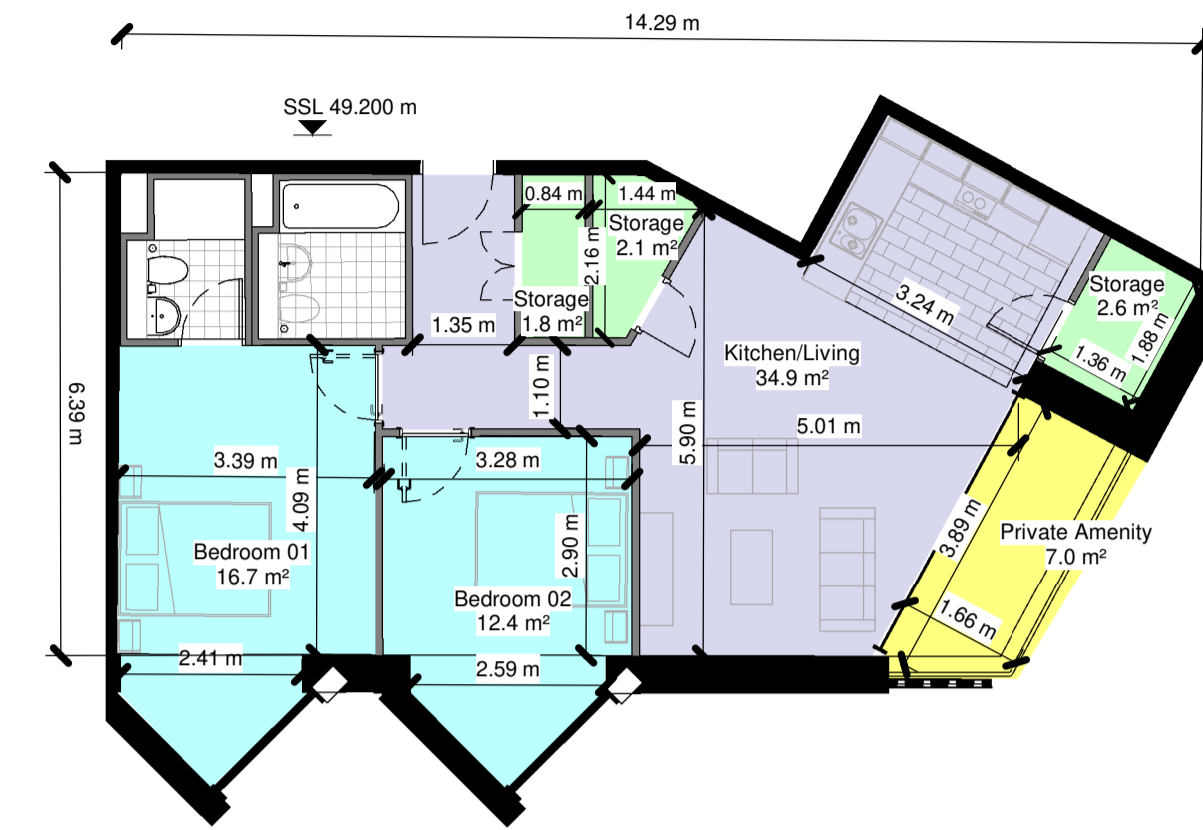 14.29 m
SSL 49.200 m
0.84 m
1.44 m
Storage
2.1 m²
2.16 m
Storage
1.8 m²
1.35 m
3.24 m
Storage
2.6 m²
1.36 m
1.88 m
Kitchen/Living
34.9 m²
1.10 m
5.90 m
5.01 m
6.39 m
3.39 m
4.09 m
3.28 m
2.90 m
3.89 m
Private Amenity
7.0 m²
Bedroom 01
16.7 m²
Bedroom 02
12.4 m²
1.66 m
2.41 m
2.59 m